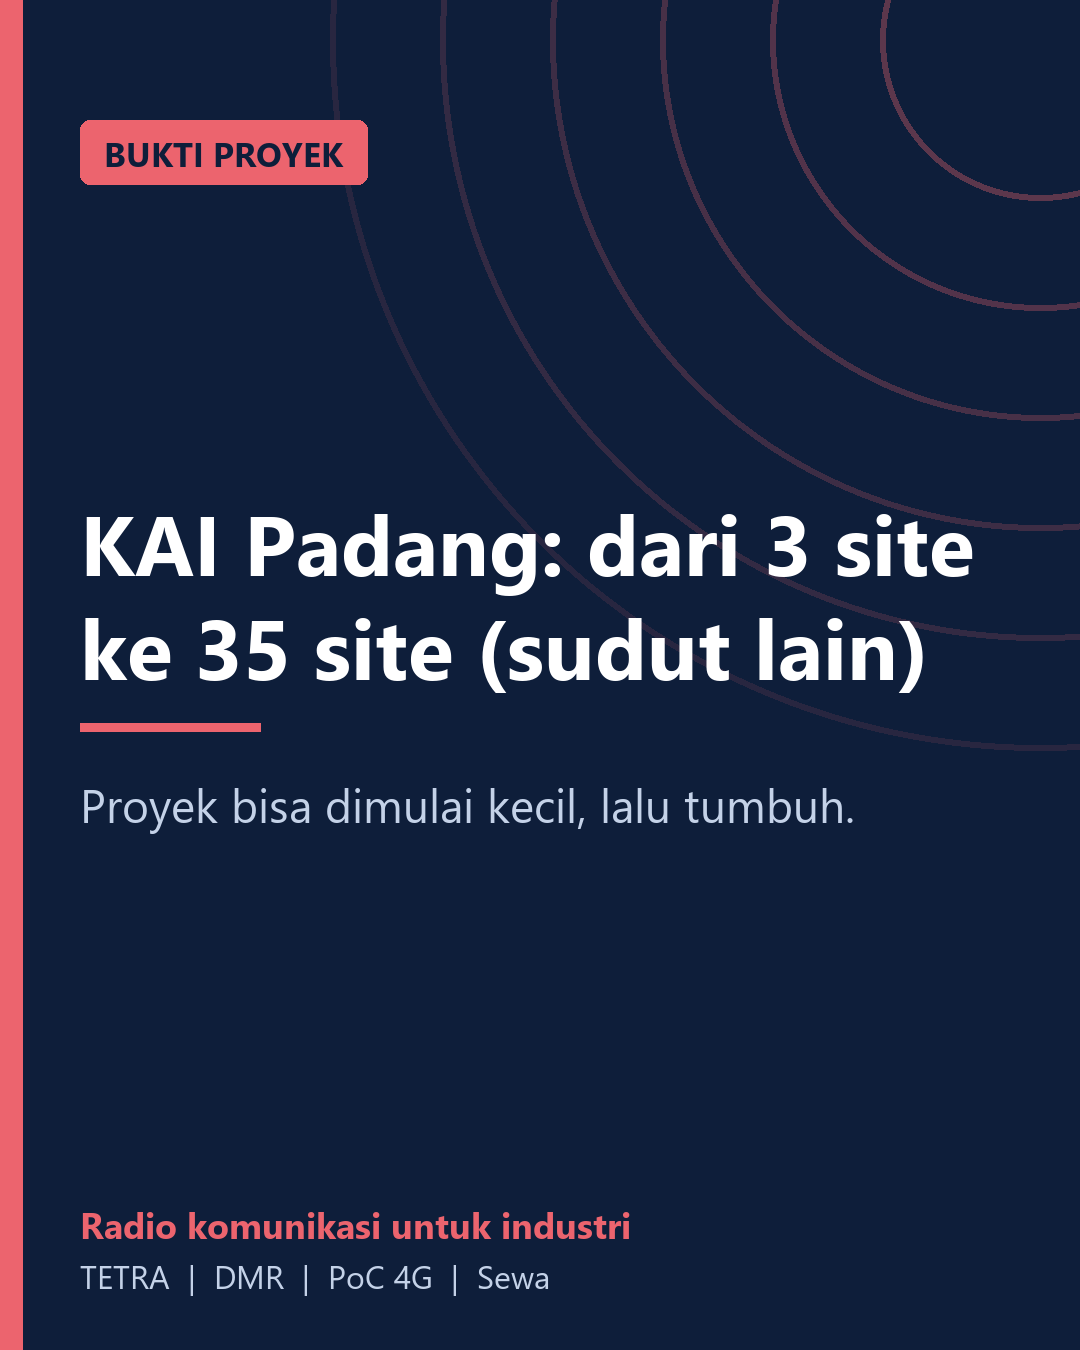 BUKTI PROYEK
KAI Padang: dari 3 site
ke 35 site (sudut lain)
Proyek bisa dimulai kecil, lalu tumbuh.
Radio komunikasi untuk industri
TETRA | DMR | PoC 4G | Sewa